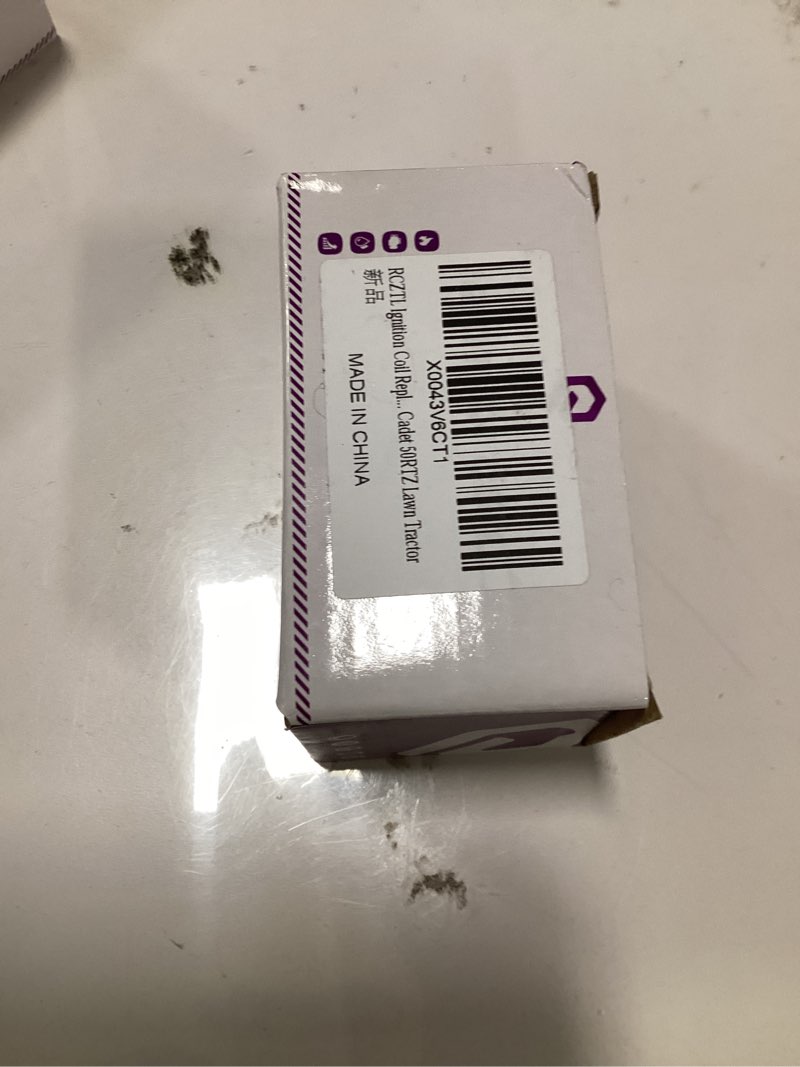 X0043V6CT1
RCZTL Ignition Coil Repl... Cadet 50RTZ Lawn Tractor
新品
MADE IN CHINA